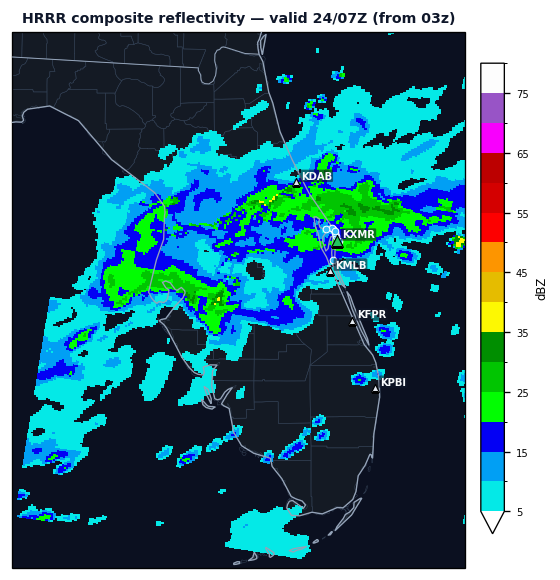 HRRR composite reflectivity — valid 24/07Z (from 03z)
KDAB
KXMR
KMLB
KFPR
KPBI
75
65
55
45
35
25
15
5
dBZ